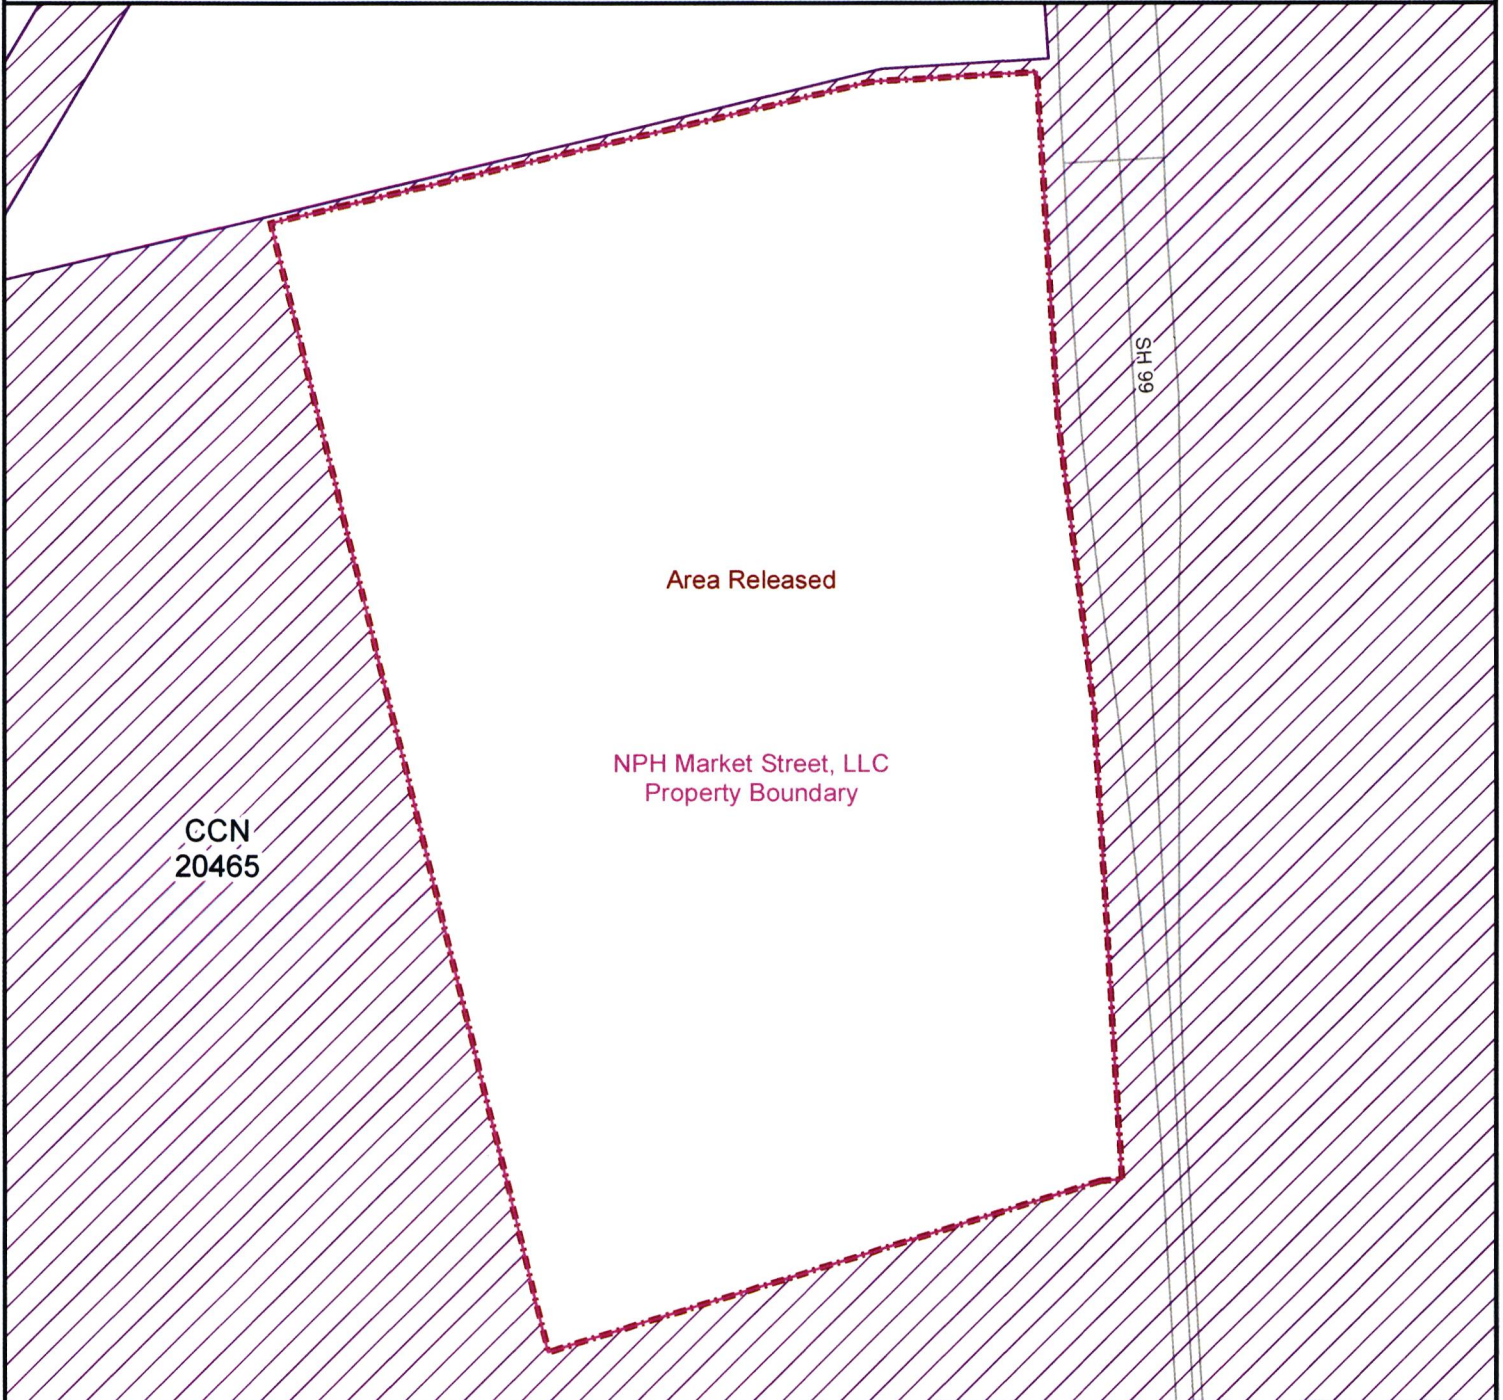 SH 99
Area Released
NPH Market Street, LLC
Property Boundary
CCN
20465